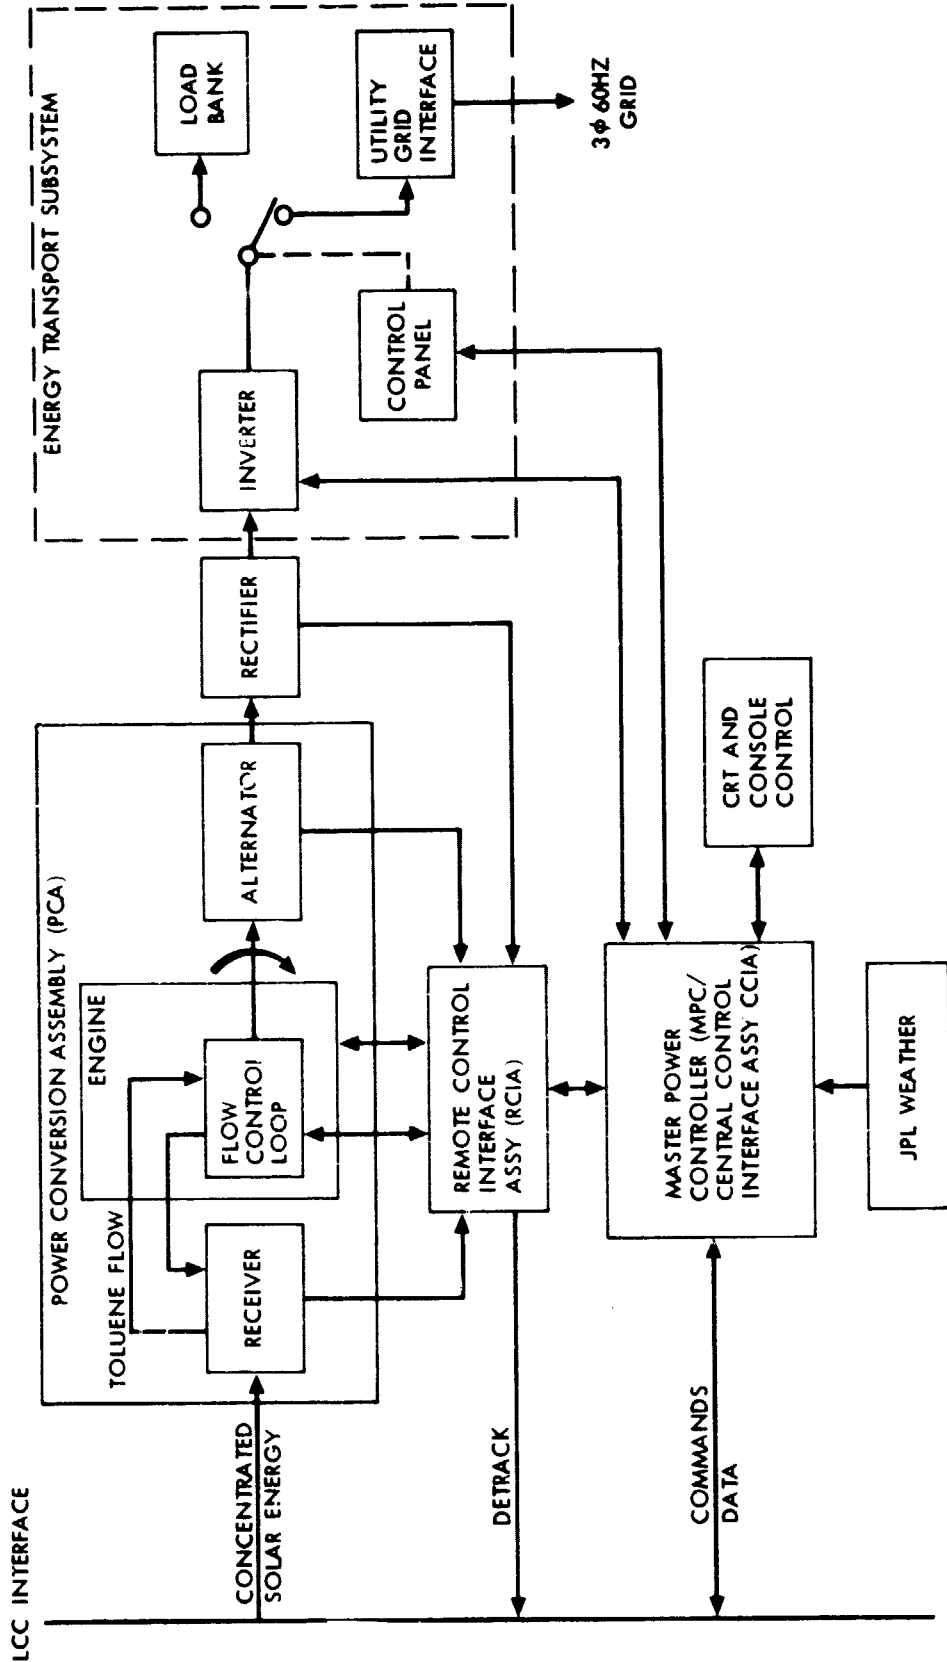 LCC INTERFACE
CONCENTRATED
SOLAR ENERGY
DETRACK
COMMANDS
DATA
POWER CONVERSION ASSEMBLY (PCA)
TOLUENE FLOW
RECEIVER
ENGINE
FLOW
CONTROL
LOOP
ALTERNATOR
RECTIFIER
ENERGY TRANSPORT SUBSYSTEM
INVERTER
LOAD
BANK
CONTROL
PANEL
UTILITY
GRID
INTERFACE
3ϕ 60HZ
GRID
REMOTE CONTROL
INTERFACE
ASSY (RCIA)
MASTER POWER
CONTROLLER (MPC/
CENTRAL CONTROL
INTERFACE ASSY CCIA)
CRT AND
CONSOLE
CONTROL
JPL WEATHER